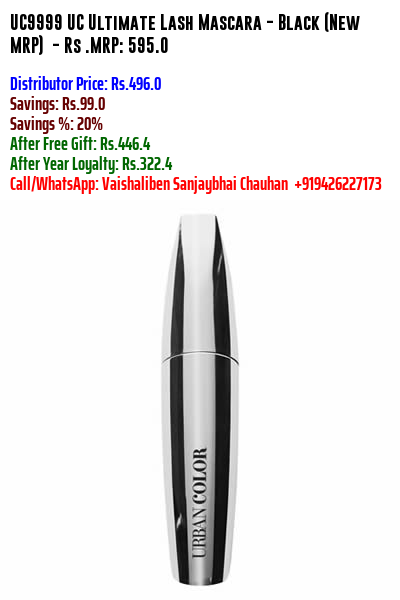 UC9999 UC Ultimate Lash Mascara - Black (New
MRP) - Rs .MRP: 595.0
Distributor Price: Rs.496.0
Savings: Rs.99.0
Savings %: 20%
After Free Gift: Rs.446.4
After Year Loyalty: Rs.322.4
Call/WhatsApp: Vaishaliben Sanjaybhai Chauhan +919426227173
URBAN COLOR